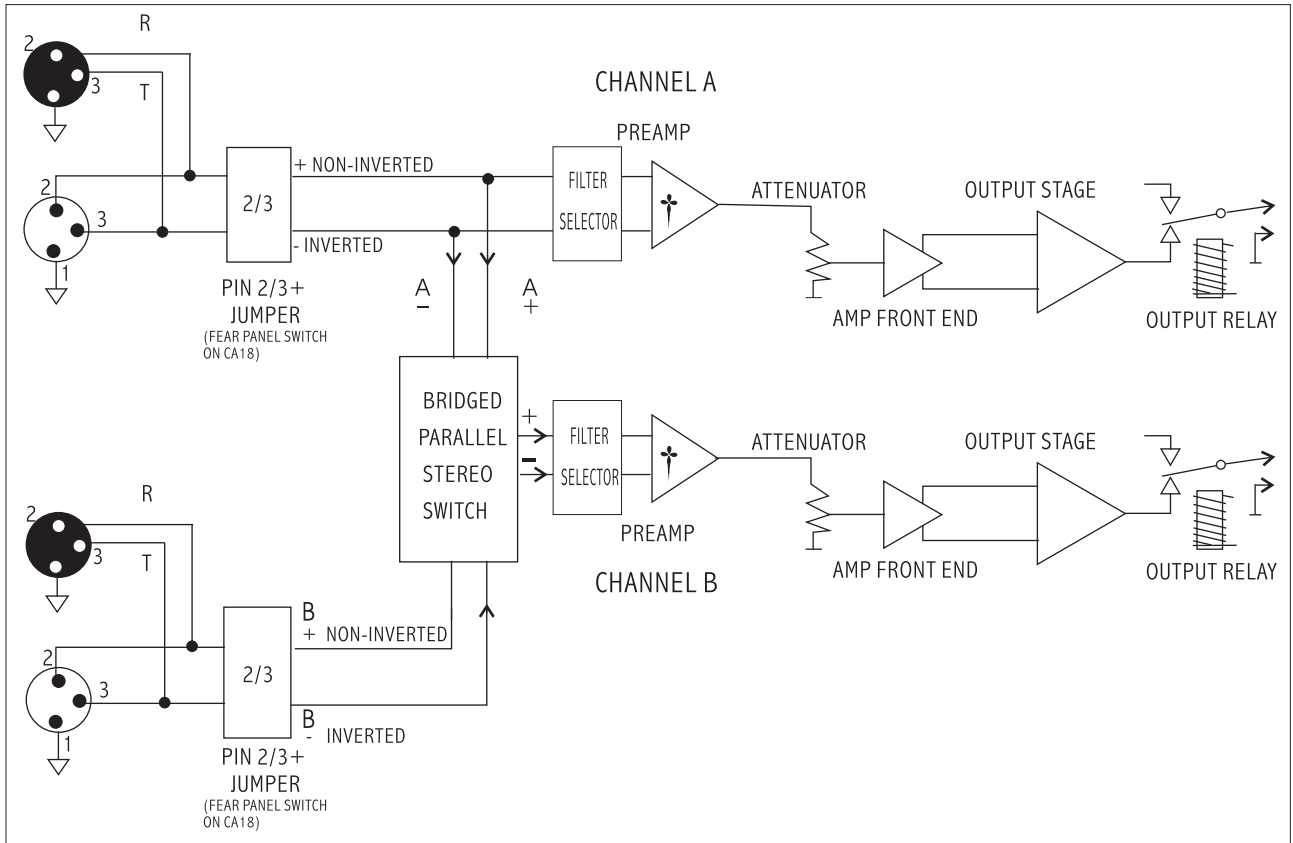 R
2
3
T
CHANNEL A
PREAMP
+ NON-INVERTED
2
3
1
2/3
- INVERTED
FILTER
SELECTOR
ATTENUATOR
OUTPUT STAGE
PIN 2/3+
JUMPER
(FEAR PANEL SWITCH
ON CA18)
A
-
A
+
AMP FRONT END
OUTPUT RELAY
BRIDGED
PARALLEL
STEREO
SWITCH
+
-
FILTER
SELECTOR
ATTENUATOR
OUTPUT STAGE
PREAMP
CHANNEL B
AMP FRONT END
OUTPUT RELAY
R
2
3
T
B
+ NON-INVERTED
2
3
1
2/3
B
- INVERTED
PIN 2/3+
JUMPER
(FEAR PANEL SWITCH
ON CA18)